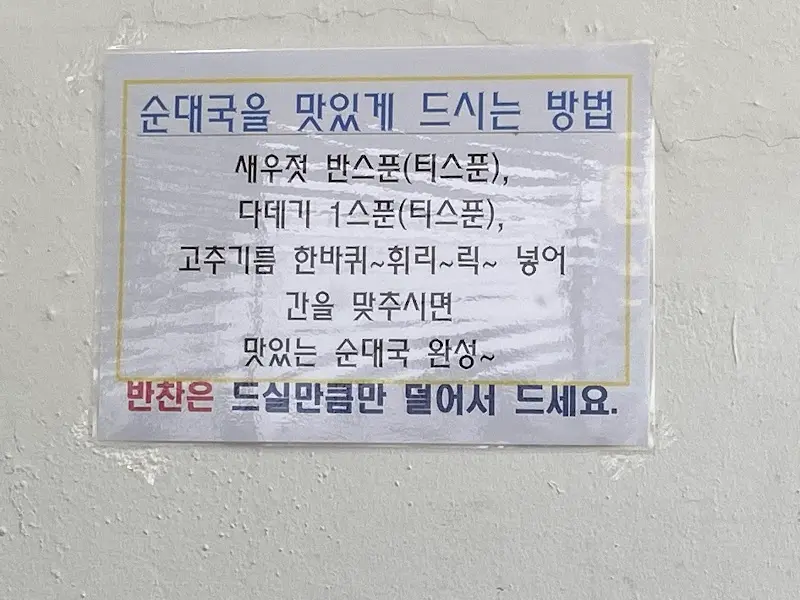 순대국을 맛있게 드시는 방법
새우젓 반스푼(티스푼),
다데기 1스푼(티스푼),
고추기름 한바퀴~휘리~릭~ 넣어
간을 맞추시면
맛있는 순대국 완성~
반찬은 드실만큼만 덜어서 드세요.